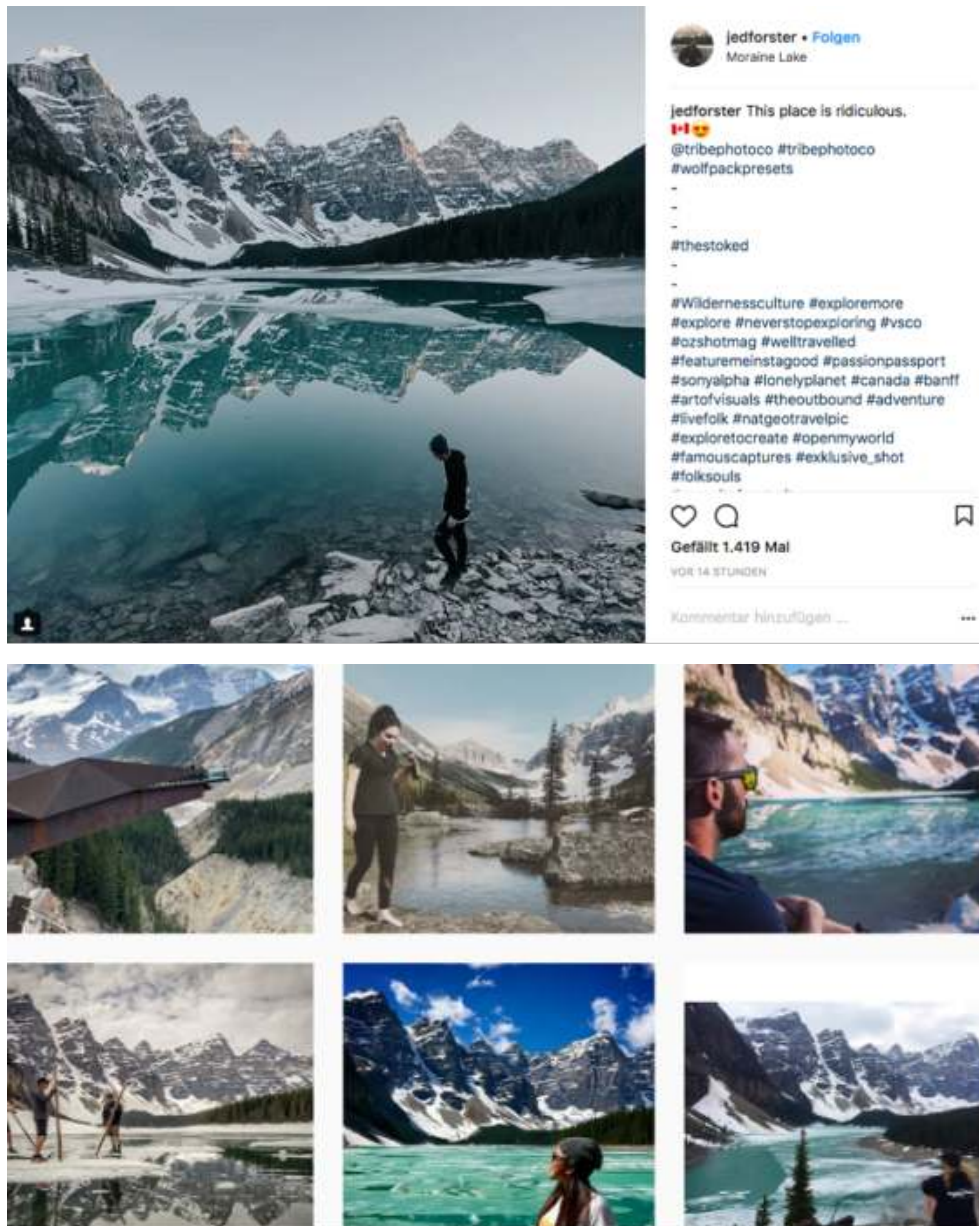 jedforster • Folgen
Moraine Lake
jedforster This place is ridiculous.
🇨🇦😍
@tribephotoco #tribephotoco
#wolfpackpresets
-
-
-
#thestoked
-
-
#Wildernessculture #exploremore
#explore #neverstopexploring #vsco
#ozshotmag #welltravelled
#featuremeinstagood #passionpassport
#sonyalpha #lonelyplanet #canada #banff
#artofvisuals #theoutbound #adventure
#livefolk #natgeotravelpic
#exploretocreate #openmyworld
#famouscaptures #exklusive_shot
#folksouls
Gefällt 1.419 Mal
VOR 14 STUNDEN
Kommentar hinzufügen ...